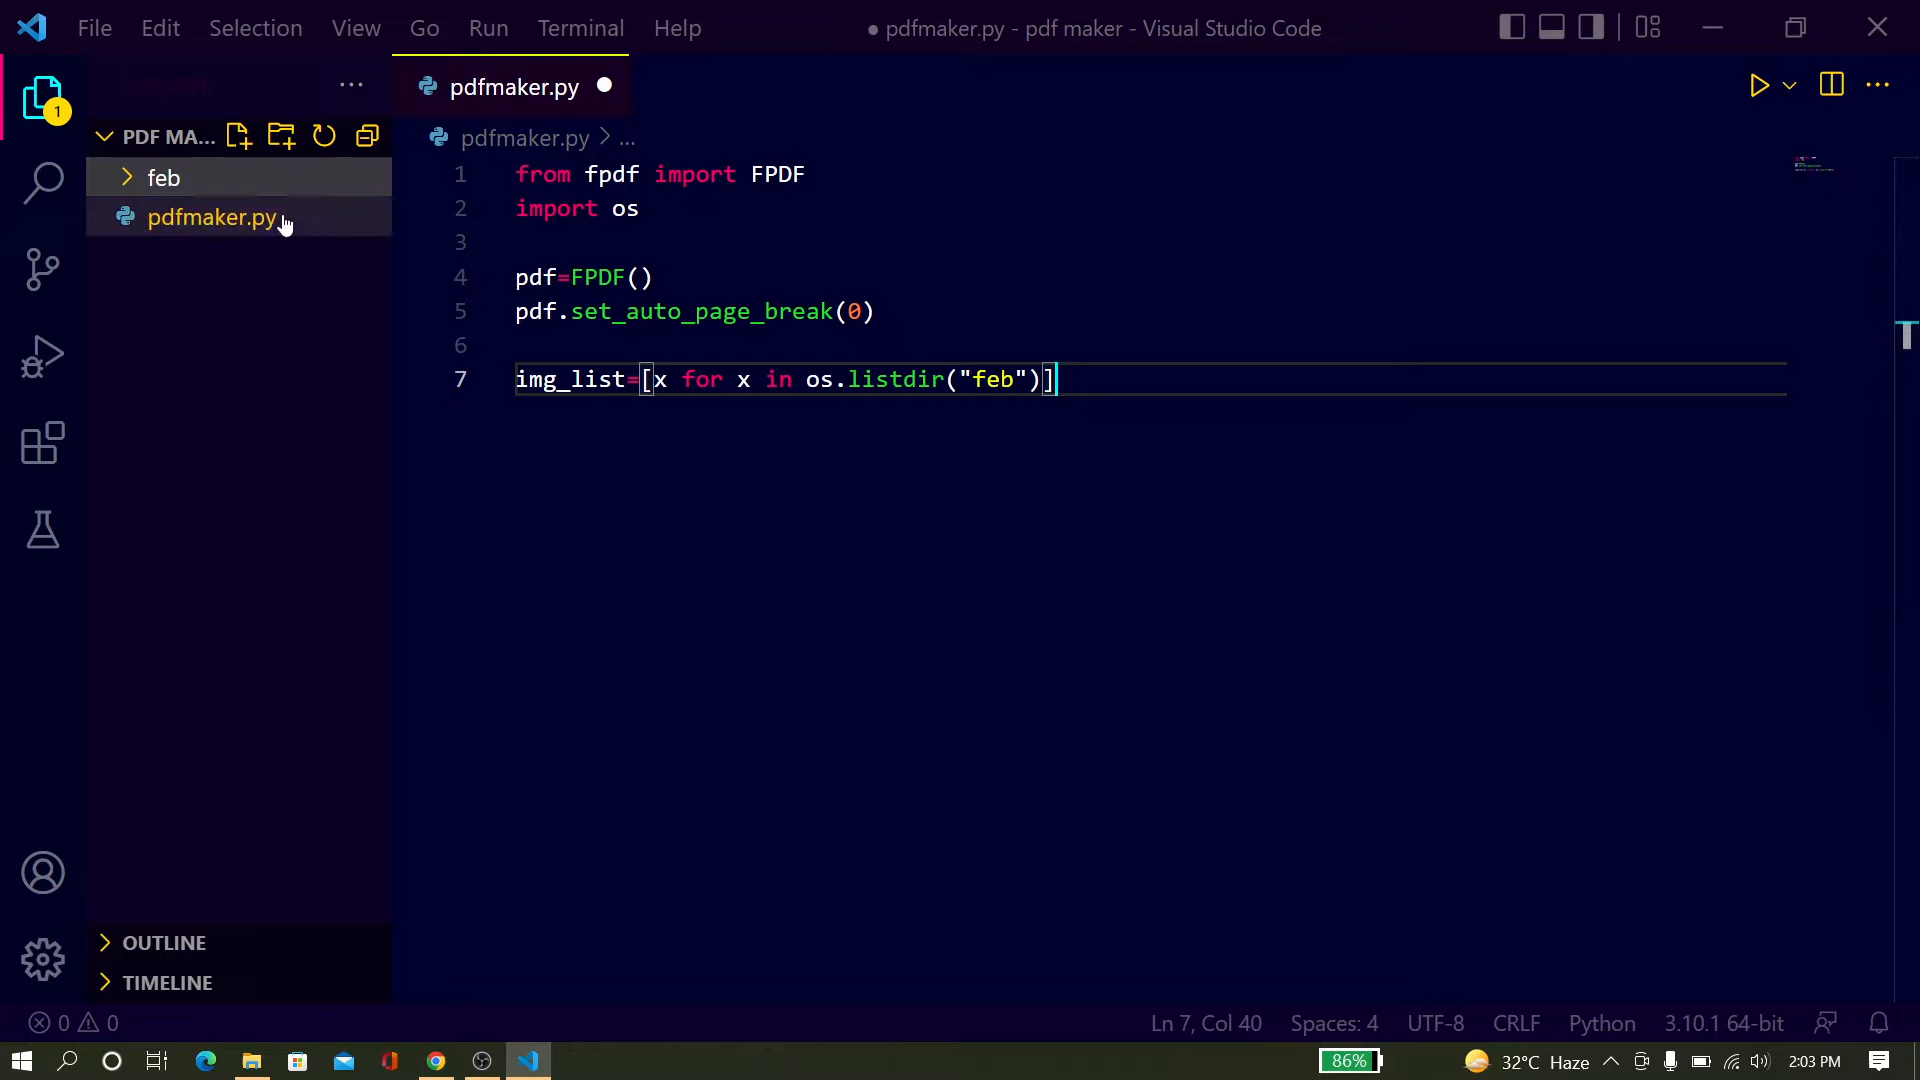 File Edit Selection View Go Run Terminal Help
● pdfmaker.py - pdf maker - Visual Studio Code
pdfmaker.py
1
PDF MA...
feb
pdfmaker.py
pdfmaker.py > ...
1 from fpdf import FPDF
2 import os
3
4 pdf=FPDF()
5 pdf.set_auto_page_break(0)
6
7 img_list=[x for x in os.listdir("feb")]
OUTLINE
TIMELINE
0 0
Ln 7, Col 40 Spaces: 4 UTF-8 CRLF Python 3.10.1 64-bit
86% 32°C Haze 2:03 PM